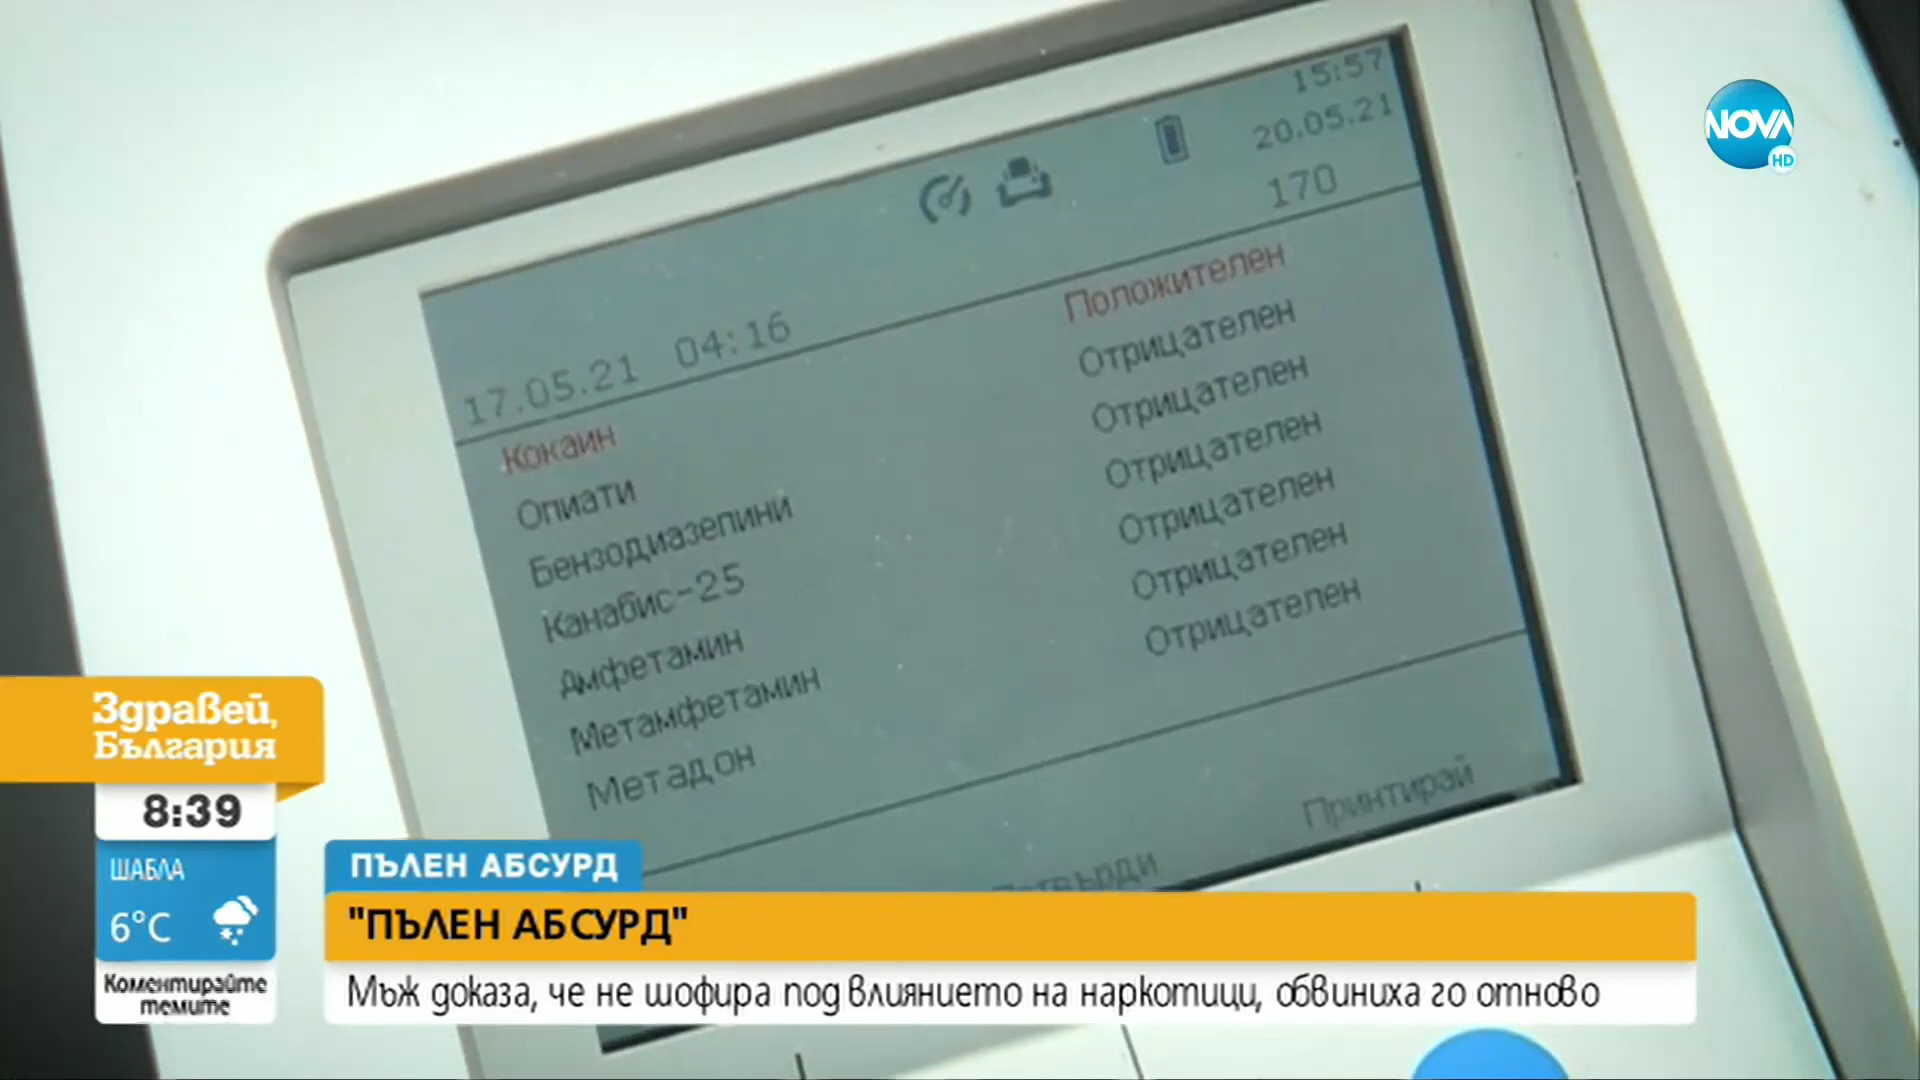 15:57
20.05.21
170
NOVA
HD
17.05.21 04:16
Кокаин Положителен
Опиати Отрицателен
Бензодиазепини Отрицателен
Канабис-25 Отрицателен
Амфетамин Отрицателен
Метамфетамин Отрицателен
Метадон Отрицателен
Принтирай
Здравей,
България
8:39
ШАБЛА
6°C
Коментирайте
темите
ПЪЛЕН АБСУРД
"ПЪЛЕН АБСУРД"
Мъж доказа, че не шофира под влиянието на наркотици, обвиниха го отново